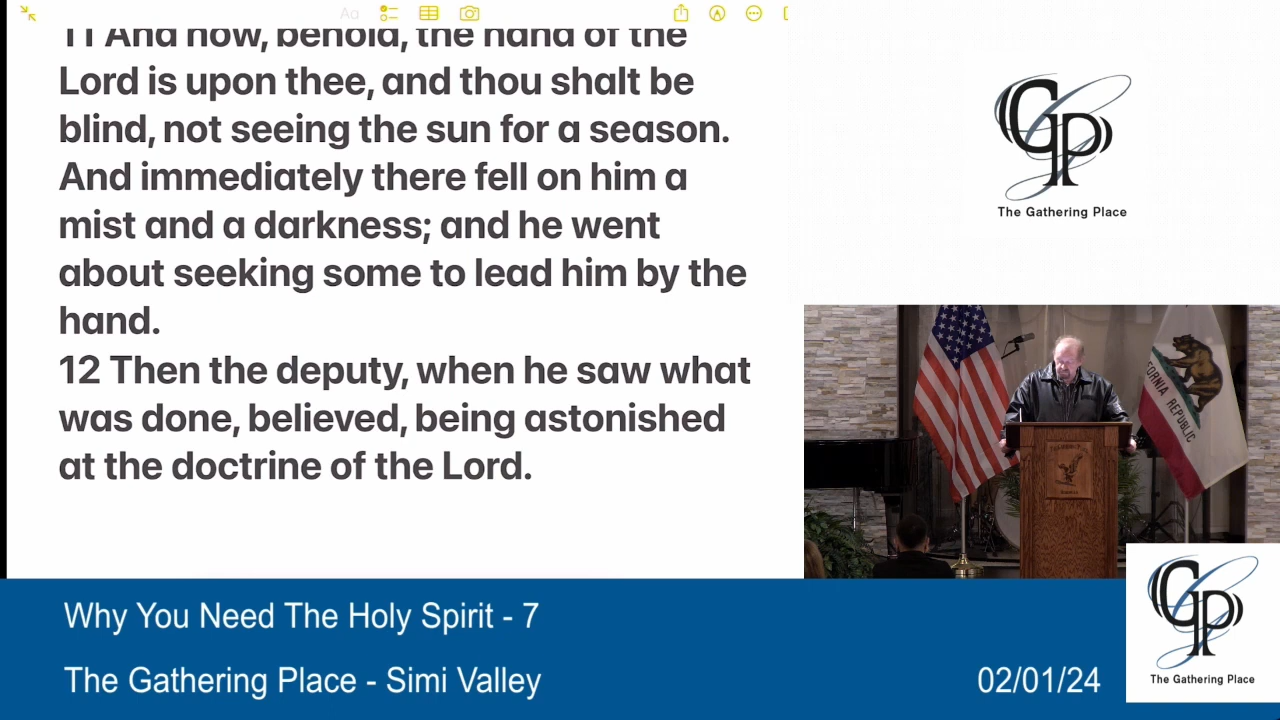 11 And now, behold, the hand of the
Lord is upon thee, and thou shalt be
blind, not seeing the sun for a season.
And immediately there fell on him a
mist and a darkness; and he went
about seeking some to lead him by the
hand.
12 Then the deputy, when he saw what
was done, believed, being astonished
at the doctrine of the Lord.
Aa
GP
The Gathering Place
REPUBLIC
Why You Need The Holy Spirit - 7
The Gathering Place - Simi Valley
02/01/24
GP
The Gathering Place